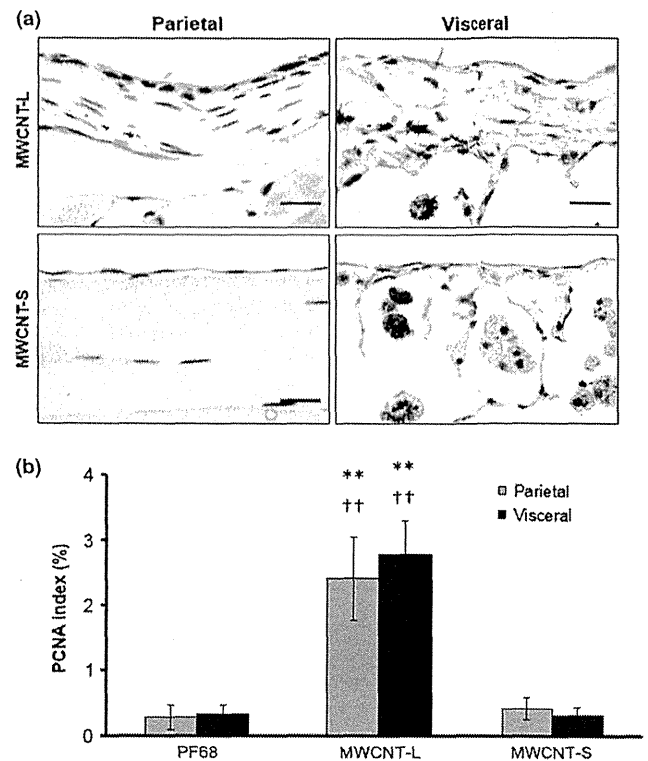 (a)
Parietal
Visceral
MWCNT-L
MWCNT-S
(b)
4
3
2
1
0
PCNA index (%)
**
††
**
††
Parietal
Visceral
PF68
MWCNT-L
MWCNT-S